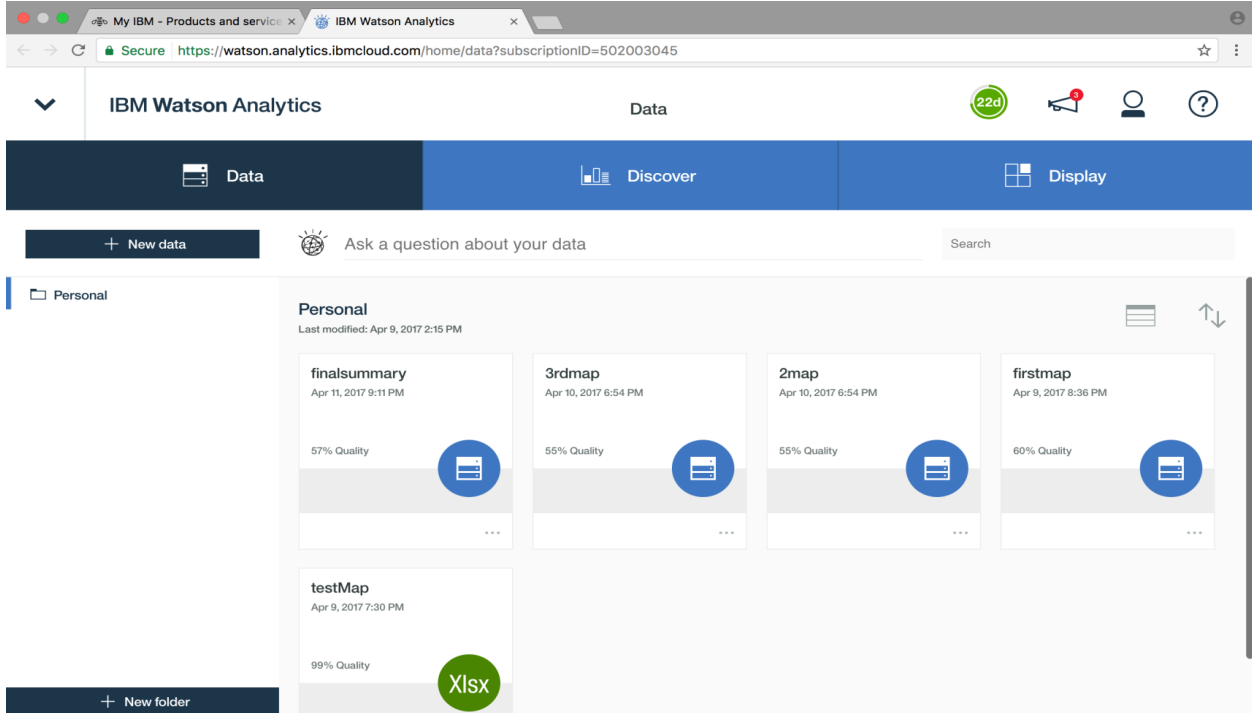 My IBM - Products and service
IBM Watson Analytics
Secure https://watson.analytics.ibmcloud.com/home/data?subscriptionID=502003045
IBM Watson Analytics
Data
22d
3
?
Data
Discover
Display
+ New data
Ask a question about your data
Search
Personal
Personal
Last modified: Apr 9, 2017 2:15 PM
finalsummary
Apr 11, 2017 9:11 PM
57% Quality
3rdmap
Apr 10, 2017 6:54 PM
55% Quality
2map
Apr 10, 2017 6:54 PM
55% Quality
firstmap
Apr 9, 2017 8:36 PM
60% Quality
testMap
Apr 9, 2017 7:30 PM
99% Quality
Xlsx
+ New folder